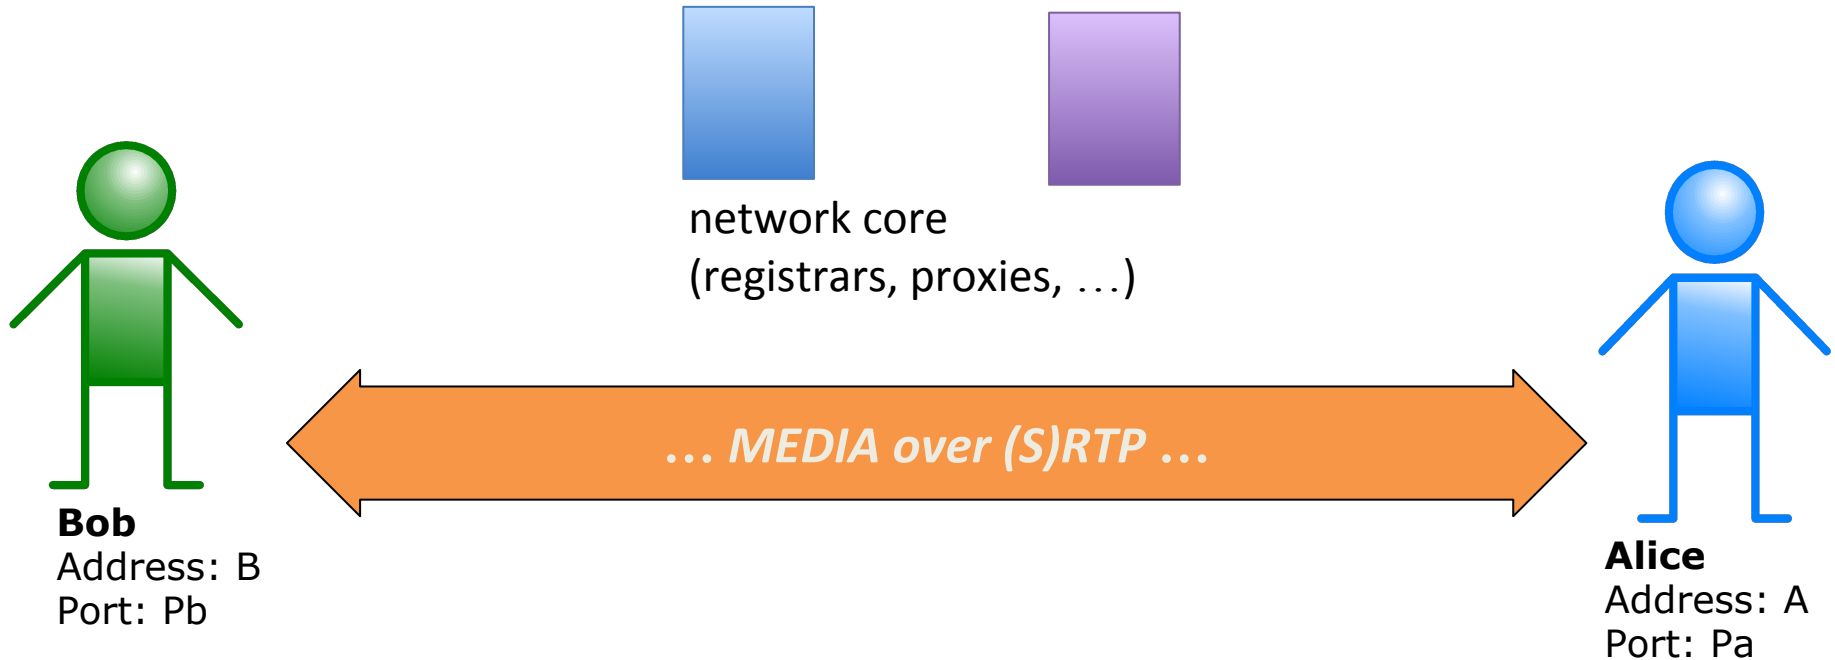 network core
(registrars, proxies, …)
… MEDIA over (S)RTP …
Bob
Address: B
Port: Pb
Alice
Address: A
Port: Pa